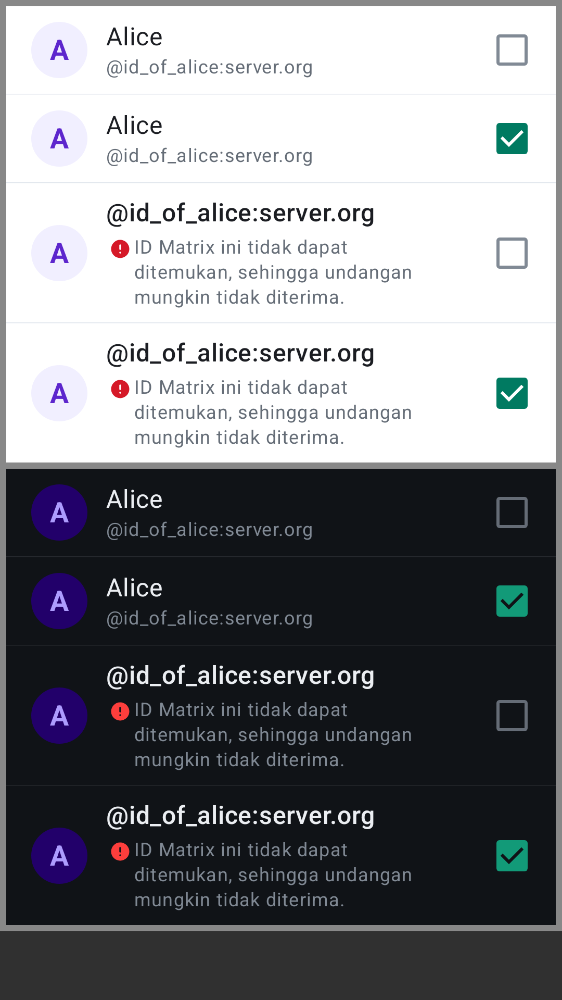 A
Alice
@id_of_alice:server.org
A
Alice
@id_of_alice:server.org
A
@id_of_alice:server.org
ID Matrix ini tidak dapat
ditemukan, sehingga undangan
mungkin tidak diterima.
A
@id_of_alice:server.org
ID Matrix ini tidak dapat
ditemukan, sehingga undangan
mungkin tidak diterima.
A
Alice
@id_of_alice:server.org
A
Alice
@id_of_alice:server.org
A
@id_of_alice:server.org
ID Matrix ini tidak dapat
ditemukan, sehingga undangan
mungkin tidak diterima.
A
@id_of_alice:server.org
ID Matrix ini tidak dapat
ditemukan, sehingga undangan
mungkin tidak diterima.